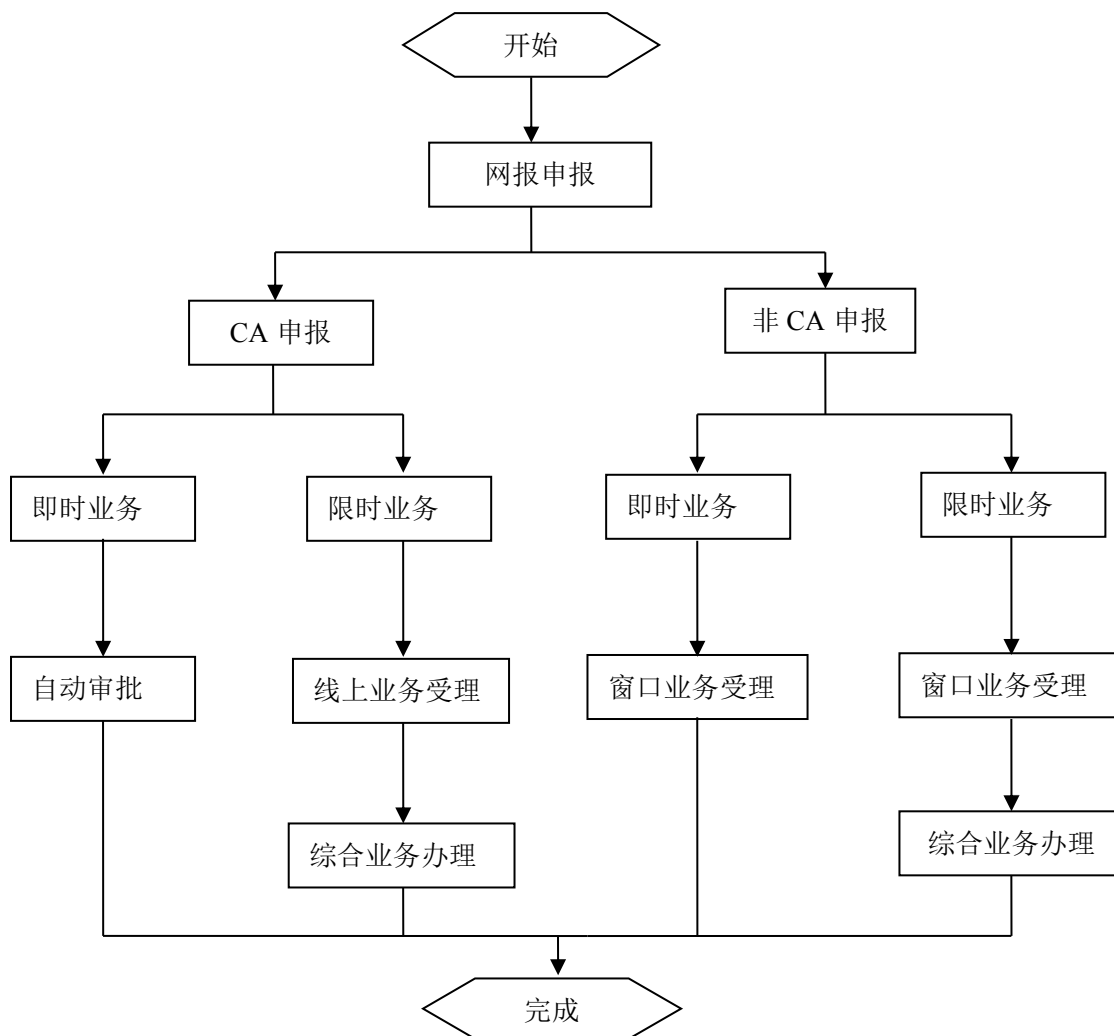 开始
网报申报
CA 申报
非 CA 申报
即时业务
限时业务
即时业务
限时业务
自动审批
线上业务受理
窗口业务受理
窗口业务受理
综合业务办理
综合业务办理
完成